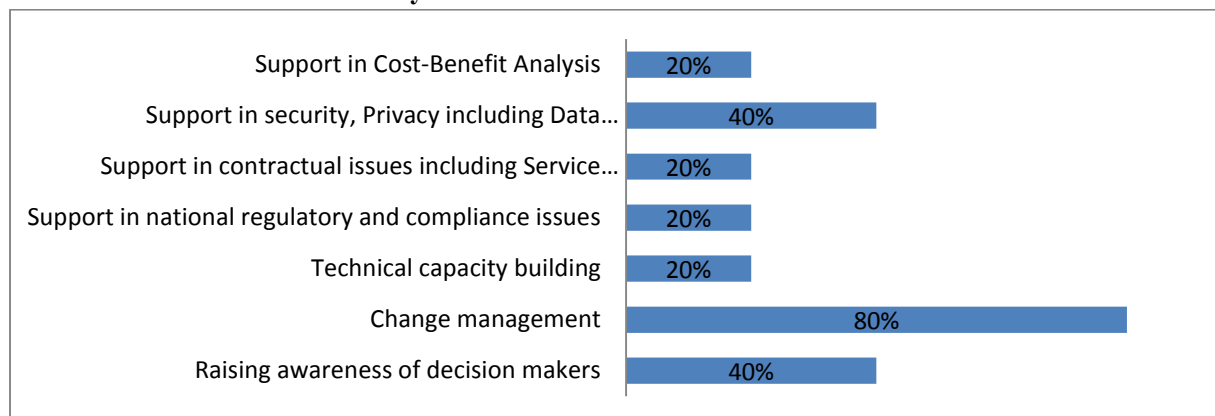 Support in Cost-Benefit Analysis
20%
Support in security, Privacy including Data…
40%
Support in contractual issues including Service…
20%
Support in national regulatory and compliance issues
20%
Technical capacity building
20%
Change management
80%
Raising awareness of decision makers
40%